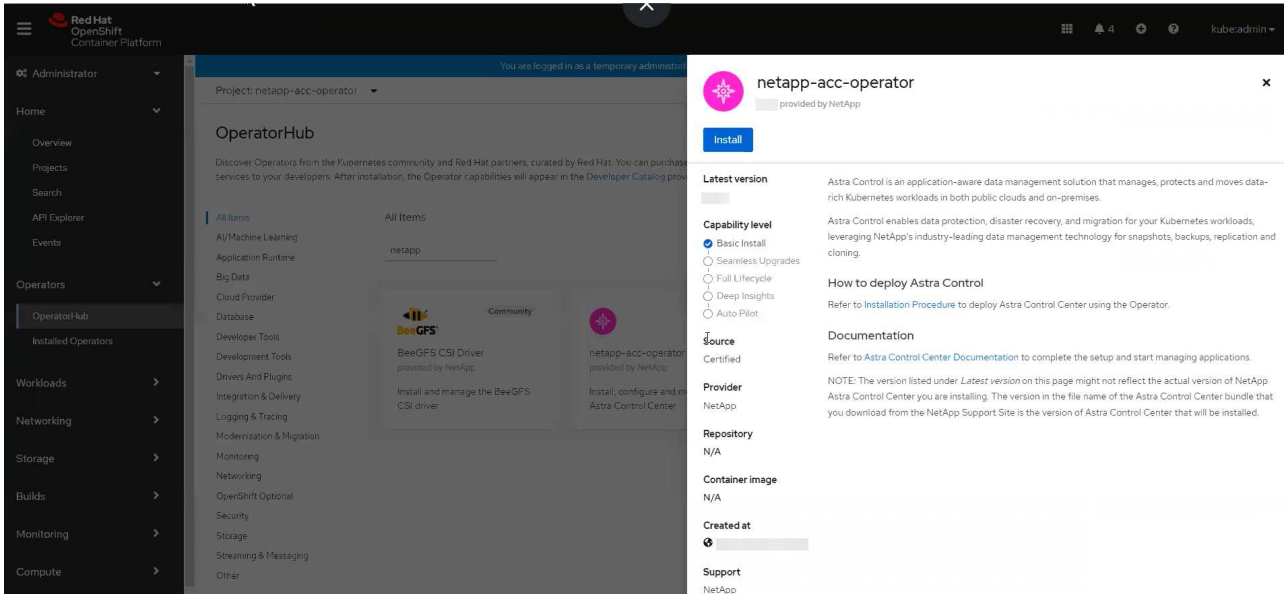 Red Hat
OpenShift
Container Platform
4
kube:admin
Administrator
Home
Overview
Projects
Search
API Explorer
Events
Operators
OperatorHub
Installed Operators
Workloads
Networking
Storage
Builds
Monitoring
Compute
You are logged in as a temporary administrat
Project: netapp-acc-operator
OperatorHub
Discover Operators from the Kubernetes community and Red Hat partners, curated by Red Hat. You can purchase
services to your developers. After installation, the Operator capabilities will appear in the Developer Catalog prov
All Items
AI/Machine Learning
Application Runtime
Big Data
Cloud Provider
Database
Developer Tools
Development Tools
Drivers And Plugins
Integration & Delivery
Logging & Tracing
Modernization & Migration
Monitoring
Networking
OpenShift Optional
Security
Storage
Streaming & Messaging
Other
All Items
netapp
Community
BeeGFS
BeeGFS CSI Driver
provided by NetApp
Install and manage the BeeGFS
CSI driver
netapp-acc-operator
provided by NetApp
Install, configure and m
Astra Control Center
netapp-acc-operator
provided by NetApp
Install
Latest version
Capability level
Basic Install
Seamless Upgrades
Full Lifecycle
Deep Insights
Auto Pilot
Source
Certified
Provider
NetApp
Repository
N/A
Container image
N/A
Created at
Support
NetApp
Astra Control is an application-aware data management solution that manages, protects and moves data-
rich Kubernetes workloads in both public clouds and on-premises.
Astra Control enables data protection, disaster recovery, and migration for your Kubernetes workloads,
leveraging NetApp's industry-leading data management technology for snapshots, backups, replication and
cloning.
How to deploy Astra Control
Refer to Installation Procedure to deploy Astra Control Center using the Operator.
Documentation
Refer to Astra Control Center Documentation to complete the setup and start managing applications.
NOTE: The version listed under Latest version on this page might not reflect the actual version of NetApp
Astra Control Center you are installing. The version in the file name of the Astra Control Center bundle that
you download from the NetApp Support Site is the version of Astra Control Center that will be installed.